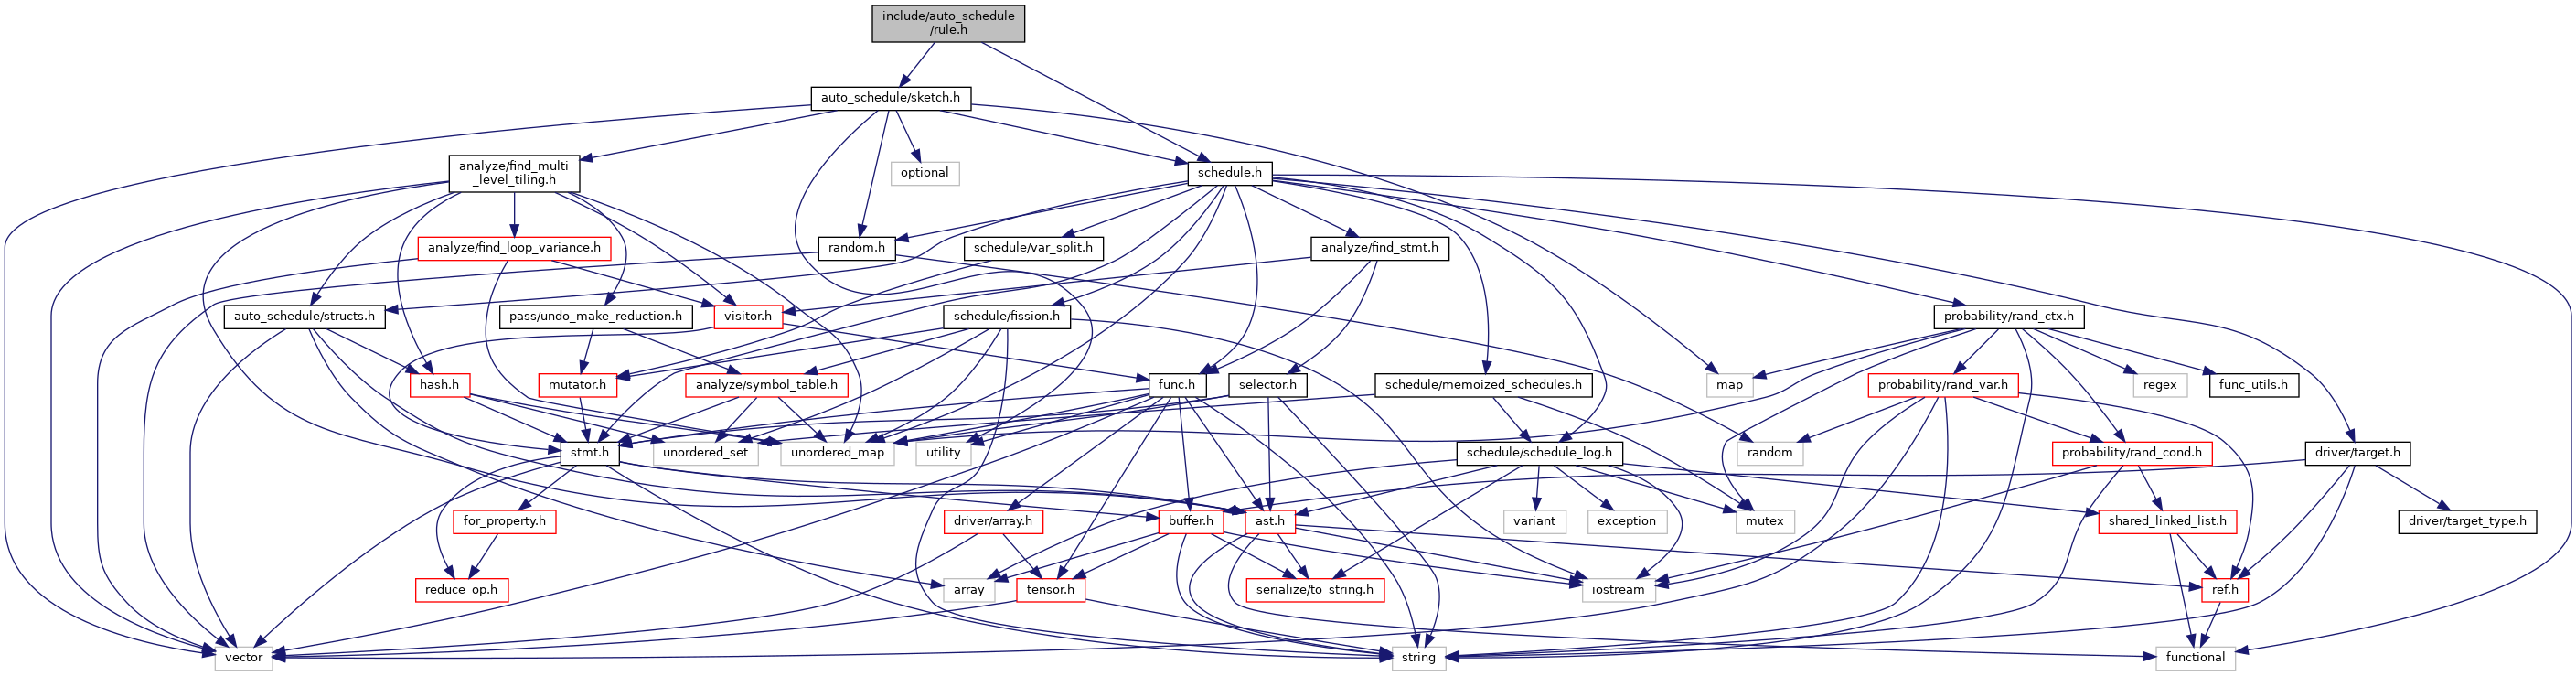 include/auto_schedule
/rule.h
auto_schedule/sketch.h
analyze/find_multi
_level_tiling.h
optional
schedule.h
analyze/find_loop_variance.h
random.h
schedule/var_split.h
analyze/find_stmt.h
auto_schedule/structs.h
pass/undo_make_reduction.h
visitor.h
schedule/fission.h
probability/rand_ctx.h
hash.h
mutator.h
analyze/symbol_table.h
func.h
selector.h
schedule/memoized_schedules.h
map
probability/rand_var.h
regex
func_utils.h
stmt.h
unordered_set
unordered_map
utility
schedule/schedule_log.h
random
probability/rand_cond.h
driver/target.h
for_property.h
driver/array.h
buffer.h
ast.h
variant
exception
mutex
shared_linked_list.h
driver/target_type.h
reduce_op.h
array
tensor.h
serialize/to_string.h
iostream
ref.h
vector
string
functional